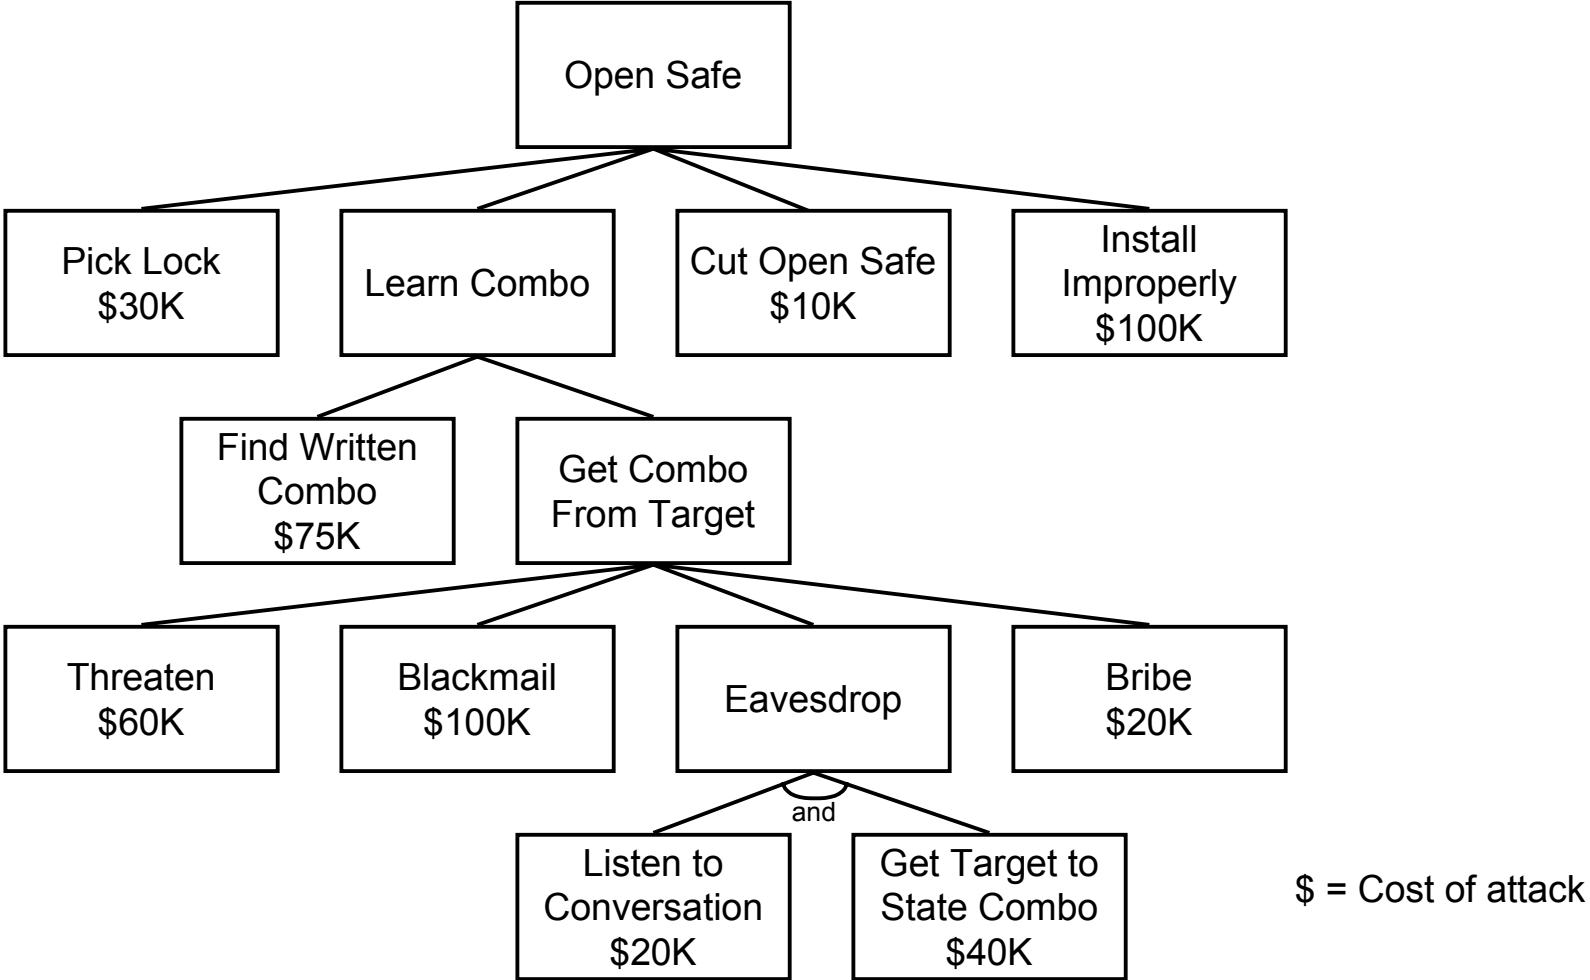 Open Safe
Pick Lock
$30K
Learn Combo
Cut Open Safe
$10K
Install
Improperly
$100K
Find Written
Combo
$75K
Get Combo
From Target
Threaten
$60K
Blackmail
$100K
Eavesdrop
Bribe
$20K
and
Listen to
Conversation
$20K
Get Target to
State Combo
$40K
$ = Cost of attack